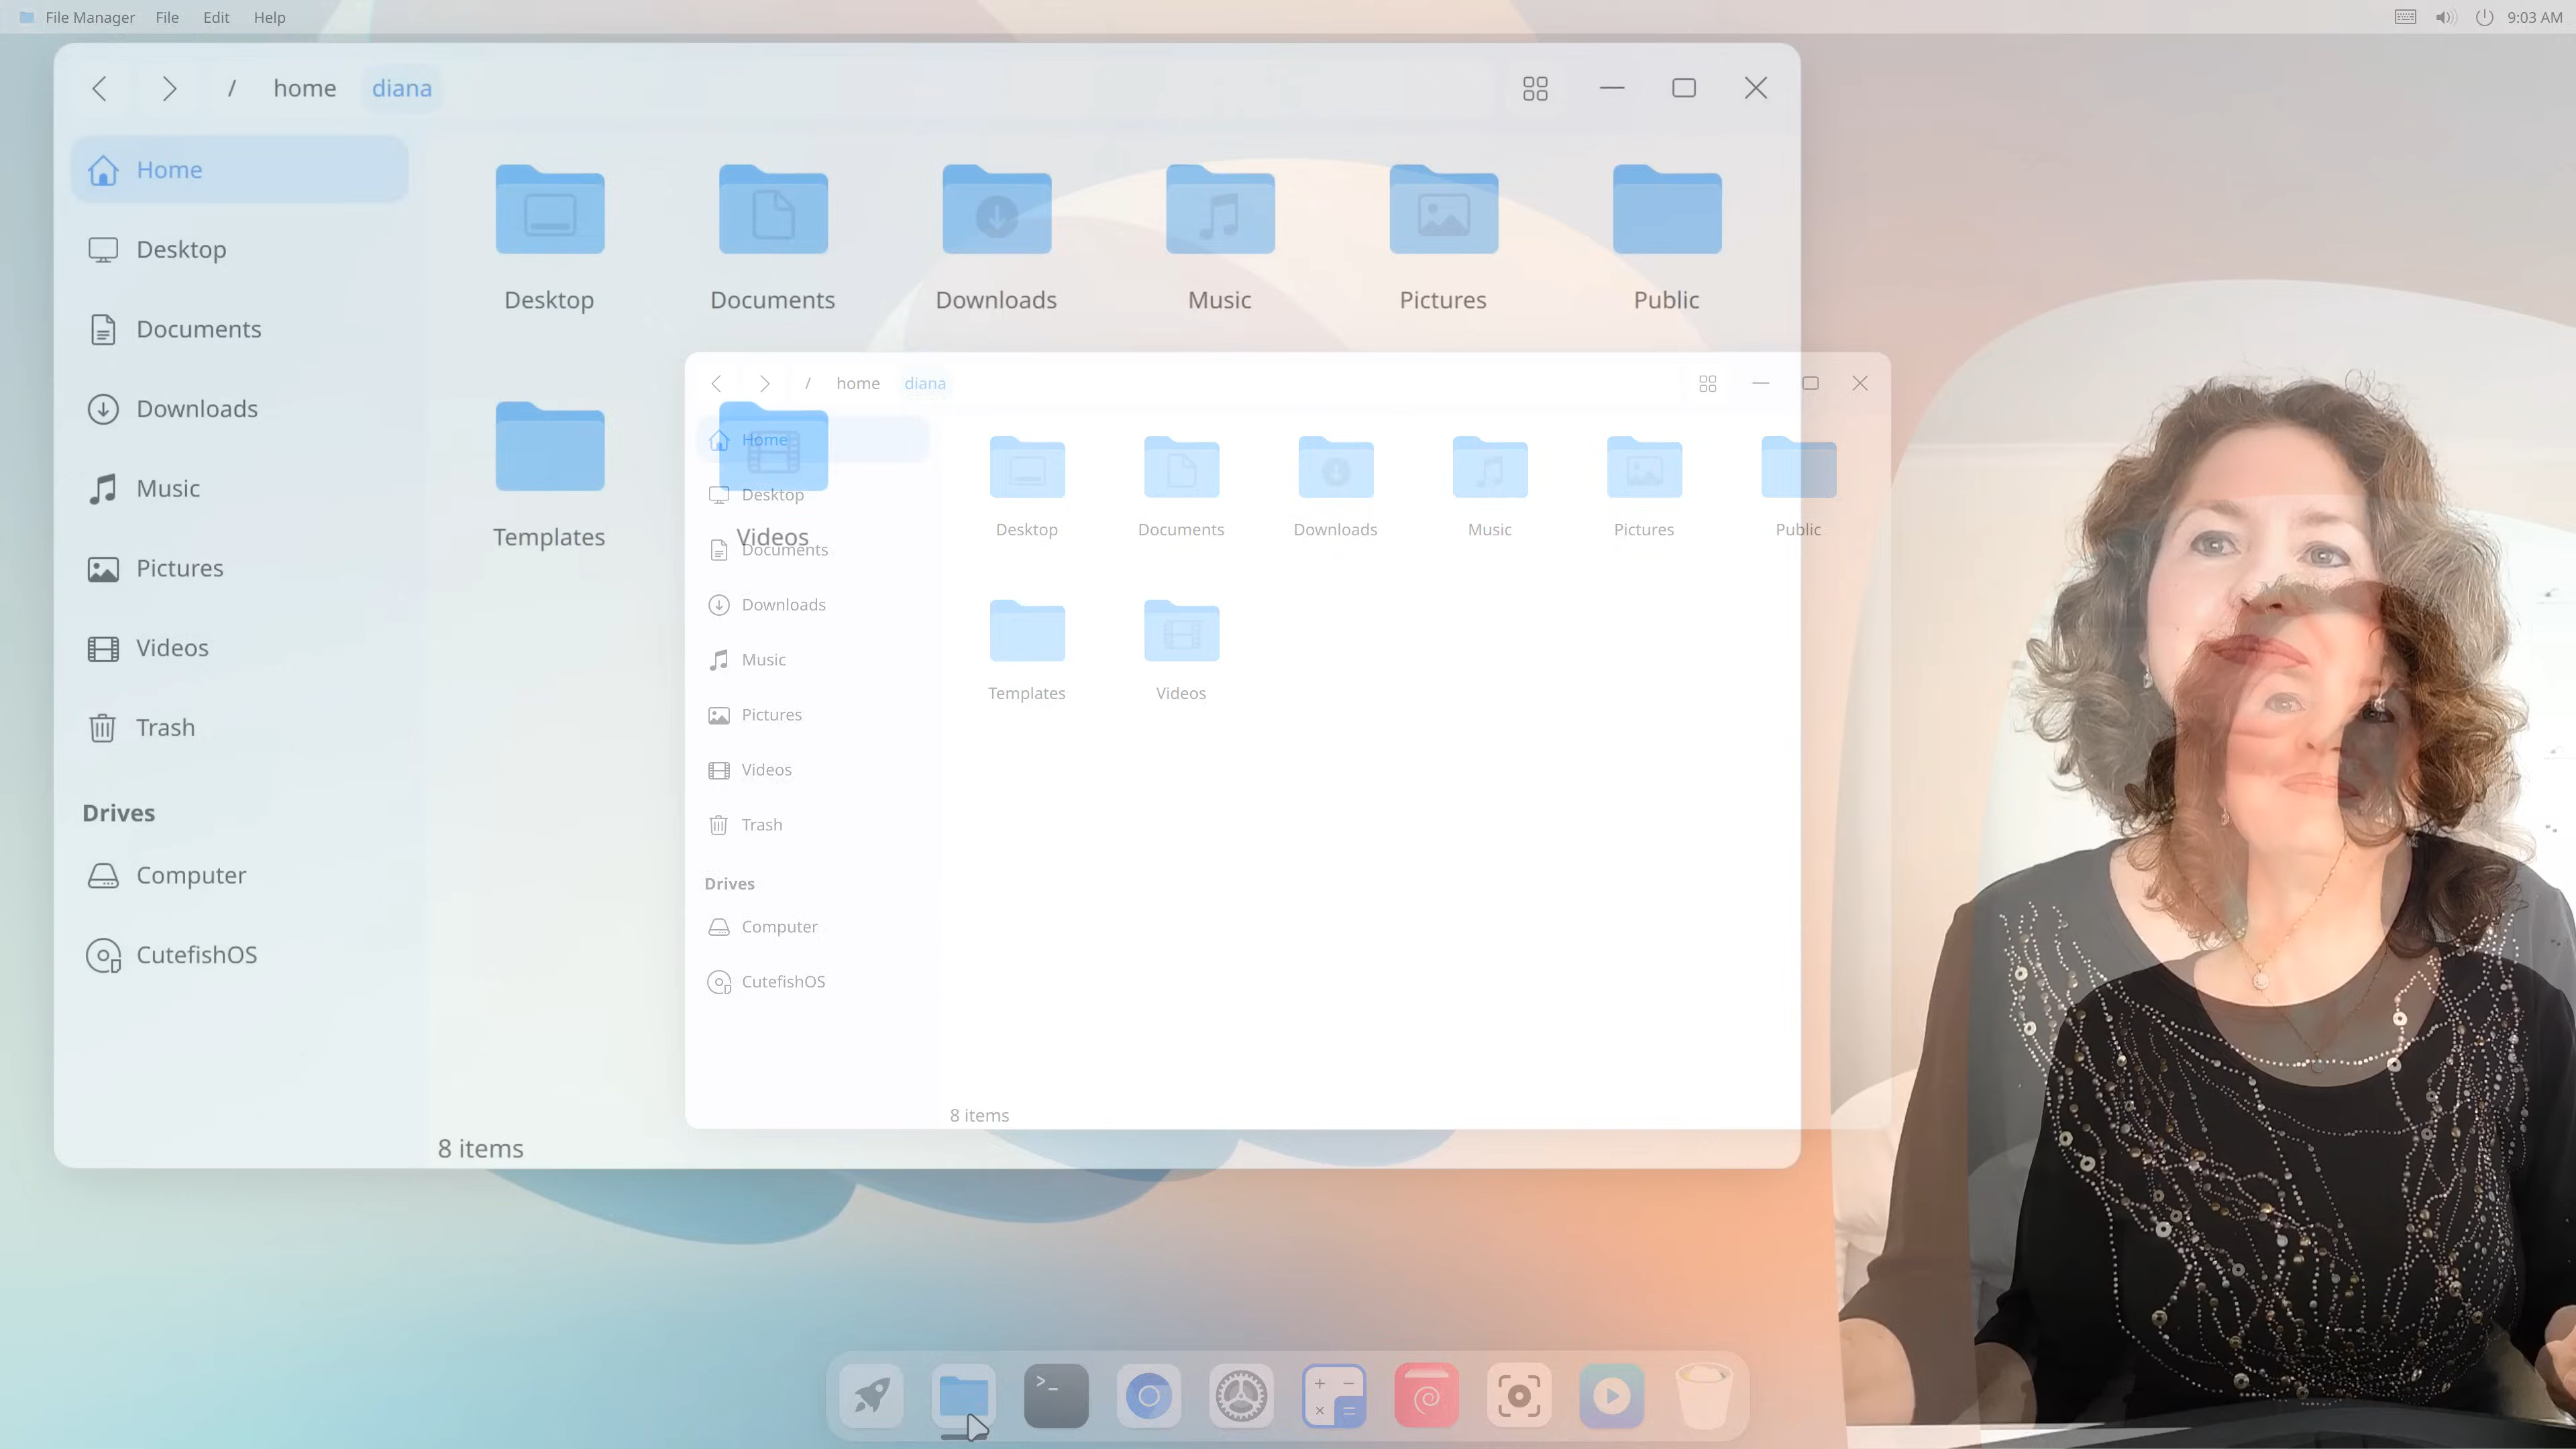 File Manager File Edit Help 9:03 AM
/ home diana
Home
Desktop
Documents
Downloads
Music
Pictures
Videos
Trash
Drives
Computer
CutefishOS
Desktop Documents Downloads Music Pictures Public
Templates Videos
8 items
/ home diana
Home
Desktop
Documents
Downloads
Music
Pictures
Videos
Trash
Drives
Computer
CutefishOS
Desktop Documents Downloads Music Pictures Public
Templates Videos
8 items